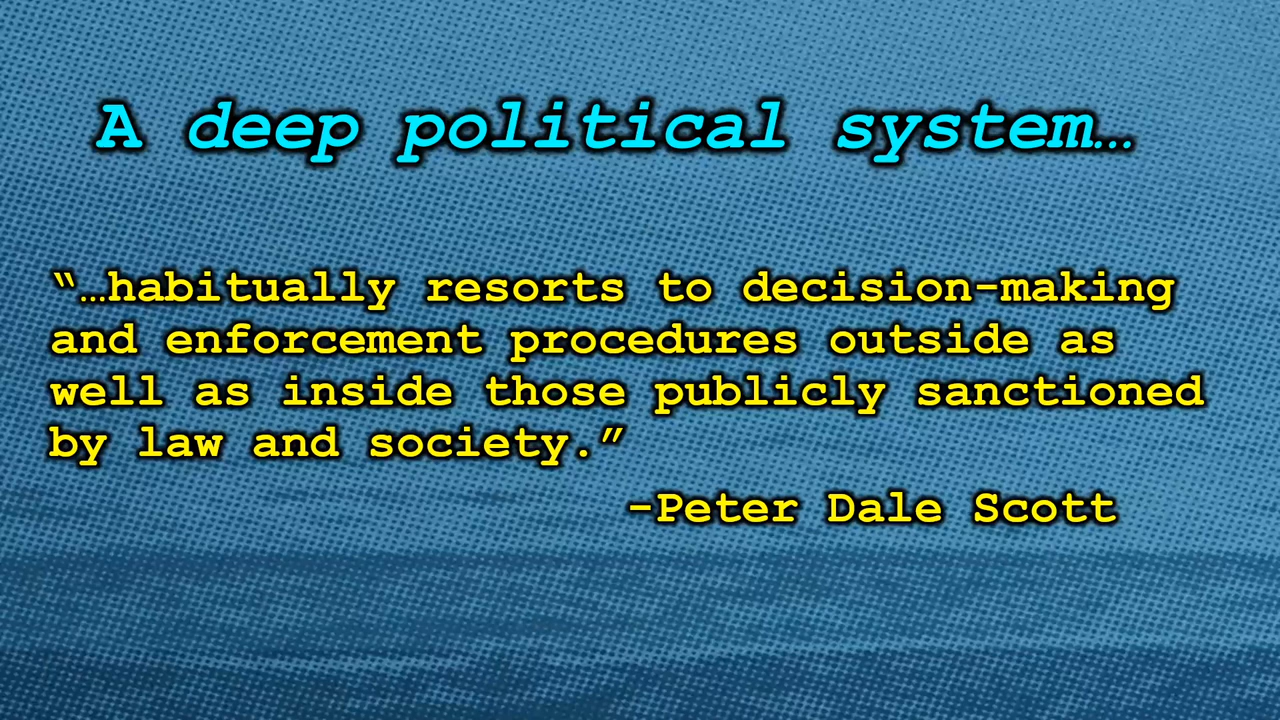 A deep political system…
“…habitually resorts to decision-making
and enforcement procedures outside as
well as inside those publicly sanctioned
by law and society.”
-Peter Dale Scott